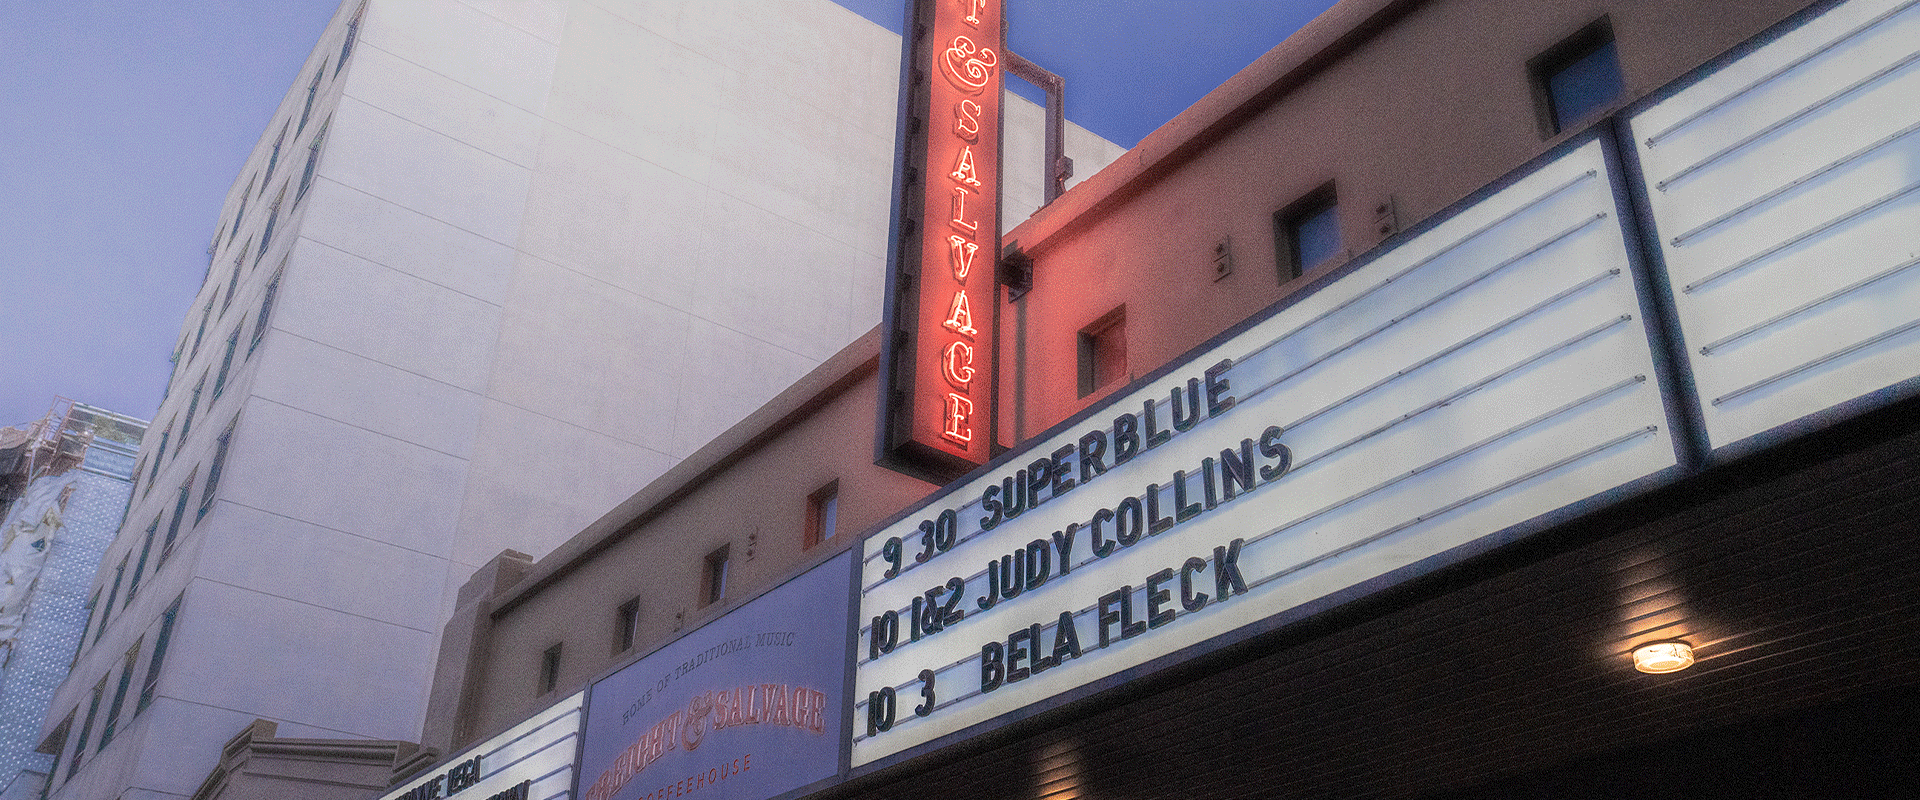 & SALVAGE
9 30 SUPERBLUE
10 1&2 JUDY COLLINS
10 3 BELA FLECK
HOME OF TRADITIONAL MUSIC
FREIGHT & SALVAGE
COFFEEHOUSE
VEGA